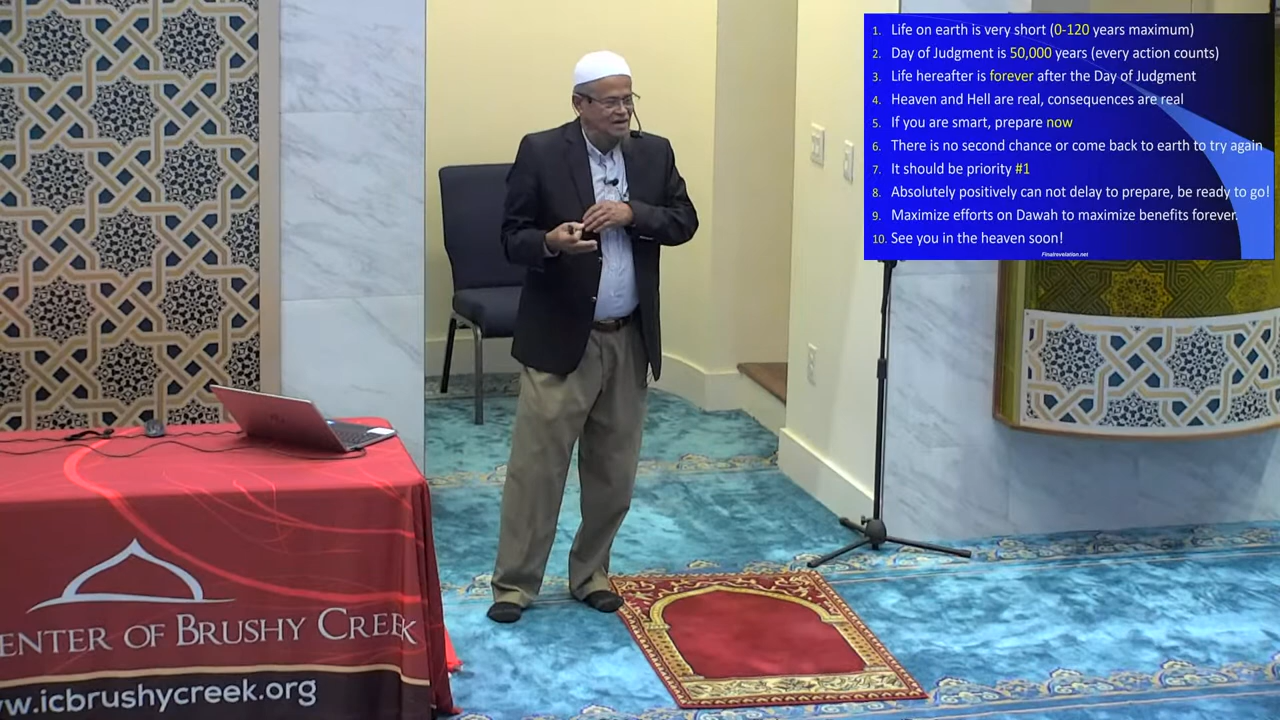 1. Life on earth is very short (0-120 years maximum)
2. Day of Judgment is 50,000 years (every action counts)
3. Life hereafter is forever after the Day of Judgment
4. Heaven and Hell are real, consequences are real
5. If you are smart, prepare now
6. There is no second chance or come back to earth to try again
7. It should be priority #1
8. Absolutely positively can not delay to prepare, be ready to go!
9. Maximize efforts on Dawah to maximize benefits forever.
10. See you in the heaven soon!
Finalrevelation.net
ENTER OF BRUSHY CREEK
w.icbrushycreek.org